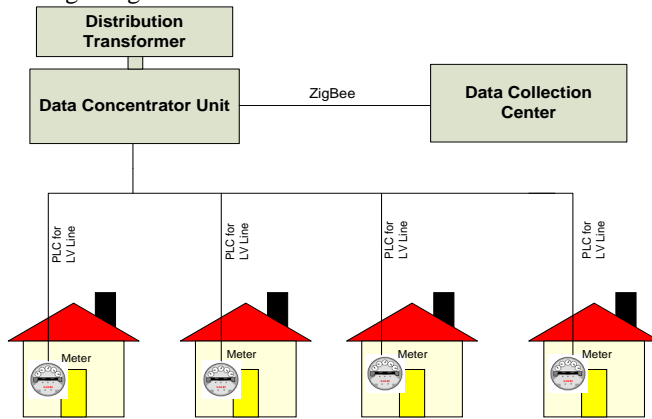 Distribution
Transformer
Data Concentrator Unit
ZigBee
Data Collection
Center
PLC for
LV Line
PLC for
LV Line
PLC for
LV Line
PLC for
LV Line
Meter
Meter
Meter
Meter